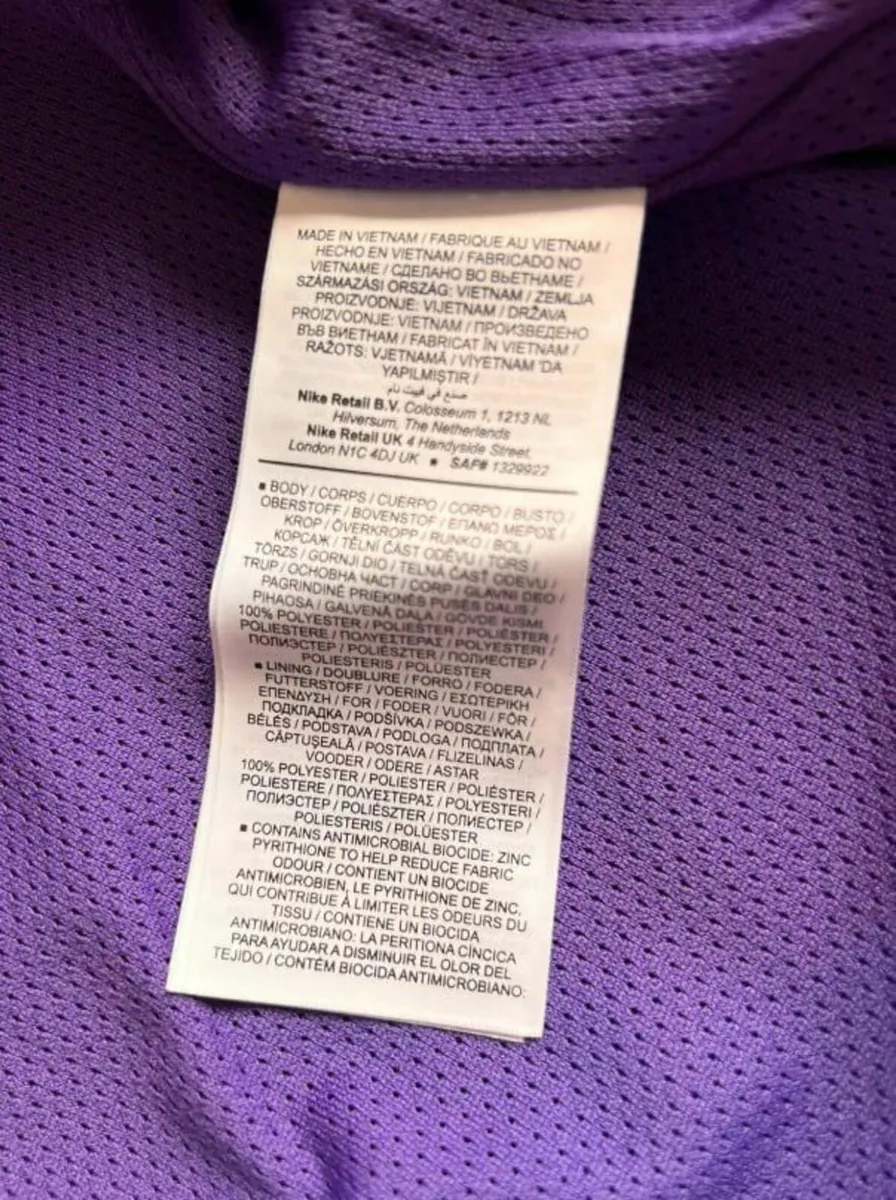 MADE IN VIETNAM / FABRIQUE AU VIETNAM /
HECHO EN VIETNAM / FABRICADO NO
VIETNAME / СДЕЛАНО ВО ВЬЕТНАМЕ /
SZÁRMAZÁSI ORSZÁG: VIETNAM / ZEMLJA
PROIZVODNJE: VIJETNAM / DRŽAVA
PROIZVODNJE: VIETNAM / ПРОИЗВЕДЕНО
ВЪВ ВИЕТНАМ / FABRICAT ÎN VIETNAM /
RAŽOTS: VJETNAMĀ / VİYETNAM 'DA
YAPILMIŞTIR /
صنع في فييت نام
Nike Retail B.V. Colosseum 1, 1213 NL
Hilversum, The Netherlands
Nike Retail UK 4 Handyside Street,
London N1C 4DJ UK ■ SAF# 1329922
■ BODY / CORPS / CUERPO / CORPO / BUSTO /
OBERSTOFF / BOVENSTOF / ΕΠΑΝΩ ΜΕΡΟΣ /
KROP / ÖVERKROPP / RUNKO / BOL /
КОРСАЖ / TĚLNÍ ČÁST ODĚVU / TORS /
TÖRZS / GORNJI DIO / TELNÁ ČASŤ ODEVU /
TRUP / ОСНОВНА ЧАСТ / CORP / GLAVNI DEO /
PAGRINDINĖ PRIEKINĖS PUSĖS DALIS /
PIHAOSA / GALVENĀ DAĻA / GÖVDE KISMI
100% POLYESTER / POLIESTER / POLIÉSTER /
POLIESTERE / ΠΟΛΥΕΣΤΕΡΑΣ / POLYESTERI /
ПОЛИЭСТЕР / POLIÉSZTER / ПОЛИЕСТЕР /
POLIESTERIS / POLÜESTER
■ LINING / DOUBLURE / FORRO / FODERA /
FUTTERSTOFF / VOERING / ΕΣΩΤΕΡΙΚΗ
ΕΠΕΝΔΥΣΗ / FOR / FODER / VUORI / FÔR /
ПОДКЛАДКА / PODŠÍVKA / PODSZEWKA /
BÉLÉS / PODSTAVA / PODLOGA / ПОДПЛАТА /
CĂPTUŞEALĂ / POSTAVA / FLIZELINAS /
VOODER / ODERE / ASTAR
100% POLYESTER / POLIESTER / POLIÉSTER /
POLIESTERE / ΠΟΛΥΕΣΤΕΡΑΣ / POLYESTERI /
ПОЛИЭСТЕР / POLIÉSZTER / ПОЛИЕСТЕР /
POLIESTERIS / POLÜESTER
■ CONTAINS ANTIMICROBIAL BIOCIDE: ZINC
PYRITHIONE TO HELP REDUCE FABRIC
ODOUR / CONTIENT UN BIOCIDE
ANTIMICROBIEN, LE PYRITHIONE DE ZINC,
QUI CONTRIBUE À LIMITER LES ODEURS DU
TISSU / CONTIENE UN BIOCIDA
ANTIMICROBIANO: LA PERITIONA CÍNCICA
PARA AYUDAR A DISMINUIR EL OLOR DEL
TEJIDO / CONTÉM BIOCIDA ANTIMICROBIANO: